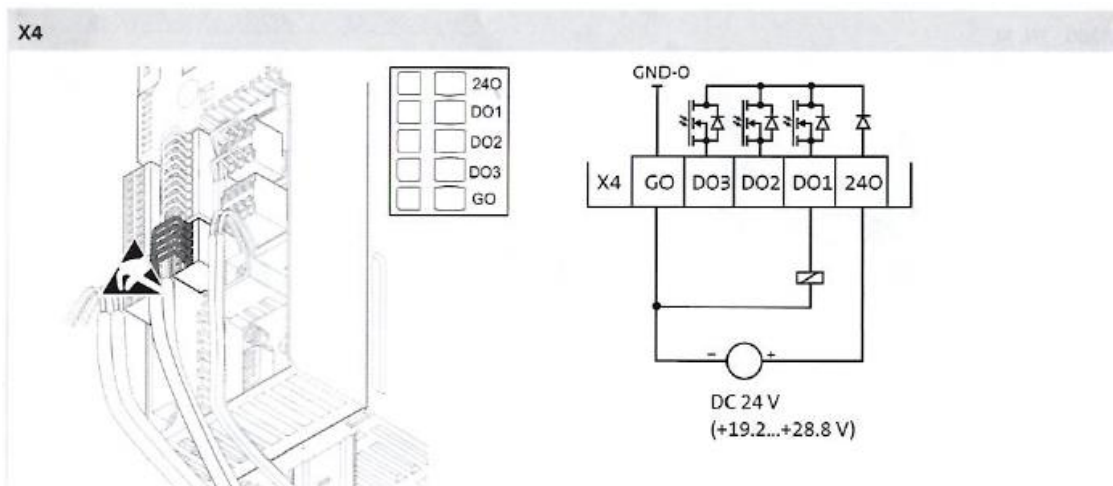 X4
24O
DO1
DO2
DO3
GO
GND-O
X4 GO DO3 DO2 DO1 24O
- +
DC 24 V
(+19.2...+28.8 V)